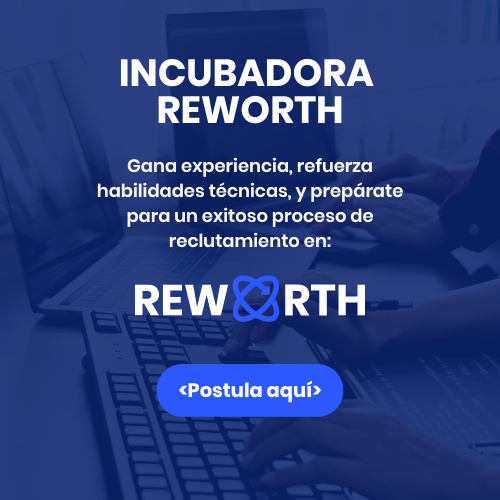 INCUBADORA
REWORTH
Gana experiencia, refuerza
habilidades técnicas, y prepárate
para un exitoso proceso de
reclutamiento en:
REWORTH
<Postula aquí>